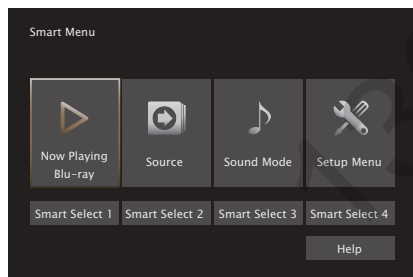 Smart Menu
Now Playing
Blu-ray
Source
Sound Mode
Setup Menu
Smart Select 1
Smart Select 2
Smart Select 3
Smart Select 4
Help